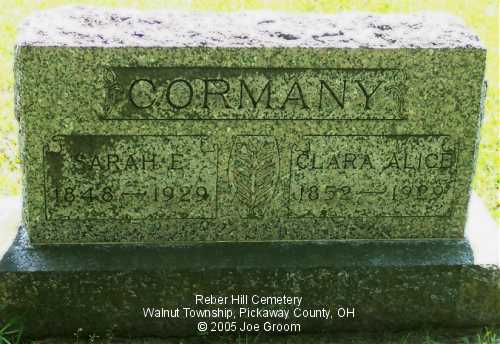 CORMANY
SARAH E.
1848 — 1929
CLARA ALICE
1852 — 1929
Reber Hill Cemetery
Walnut Township, Pickaway County, OH
© 2005 Joe Groom